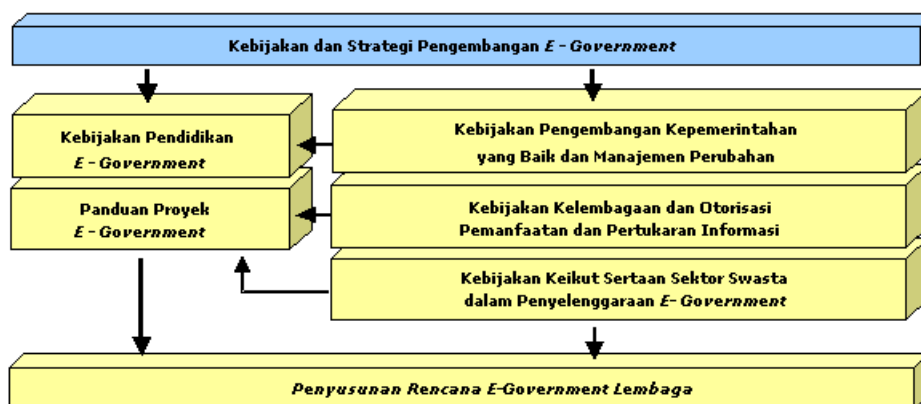 Kebijakan dan Strategi Pengembangan E - Government
Kebijakan Pendidikan
E - Government
Kebijakan Pengembangan Kepemerintahan
yang Baik dan Manajemen Perubahan
Panduan Proyek
E - Government
Kebijakan Kelembagaan dan Otorisasi
Pemanfaatan dan Pertukaran Informasi
Kebijakan Keikut Sertaan Sektor Swasta
dalam Penyelenggaraan E- Government
Penyusunan Rencana E-Government Lembaga